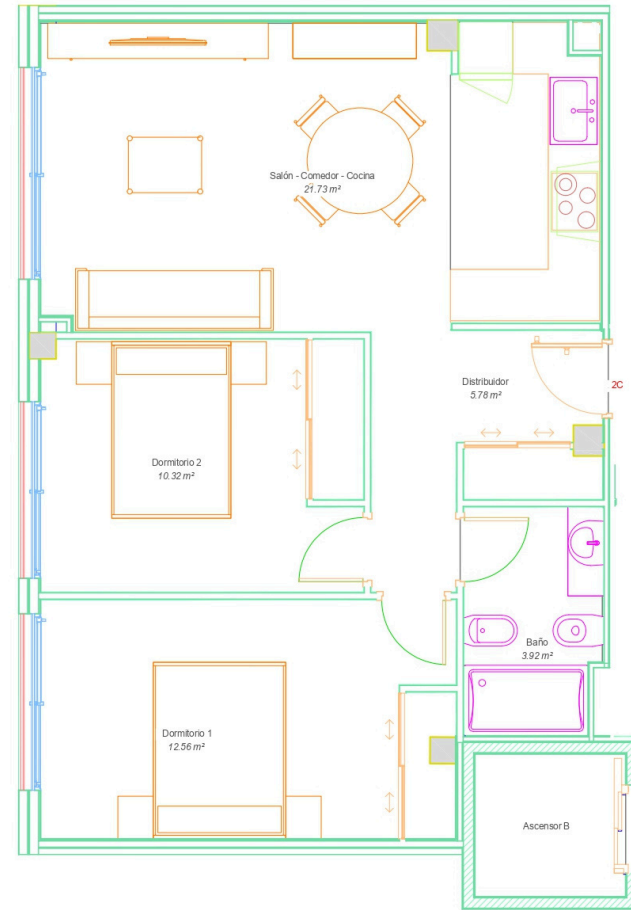 Salón - Comedor - Cocina
21.73 m²
Distribuidor
5.78 m²
2C
Dormitorio 2
10.32 m²
Baño
3.92 m²
Dormitorio 1
12.56 m²
Ascensor B